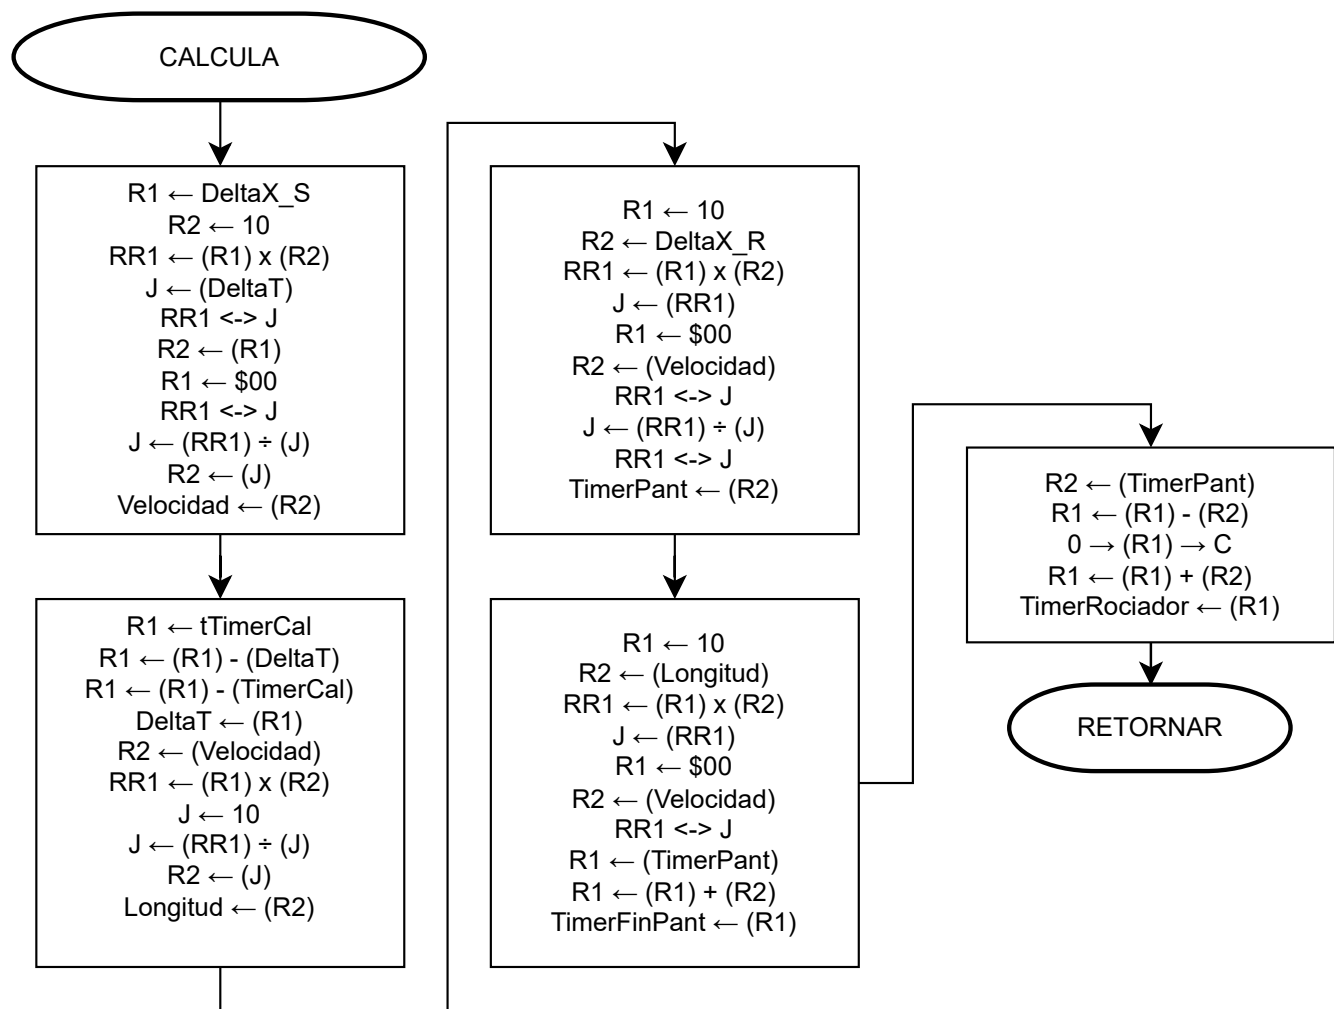 CALCULA
R1 ← DeltaX_S
R2 ← 10
RR1 ← (R1) x (R2)
J ← (DeltaT)
RR1 <-> J
R2 ← (R1)
R1 ← $00
RR1 <-> J
J ← (RR1) ÷ (J)
R2 ← (J)
Velocidad ← (R2)
R1 ← tTimerCal
R1 ← (R1) - (DeltaT)
R1 ← (R1) - (TimerCal)
DeltaT ← (R1)
R2 ← (Velocidad)
RR1 ← (R1) x (R2)
J ← 10
J ← (RR1) ÷ (J)
R2 ← (J)
Longitud ← (R2)
R1 ← 10
R2 ← DeltaX_R
RR1 ← (R1) x (R2)
J ← (RR1)
R1 ← $00
R2 ← (Velocidad)
RR1 <-> J
J ← (RR1) ÷ (J)
RR1 <-> J
TimerPant ← (R2)
R1 ← 10
R2 ← (Longitud)
RR1 ← (R1) x (R2)
J ← (RR1)
R1 ← $00
R2 ← (Velocidad)
RR1 <-> J
R1 ← (TimerPant)
R1 ← (R1) + (R2)
TimerFinPant ← (R1)
R2 ← (TimerPant)
R1 ← (R1) - (R2)
0 → (R1) → C
R1 ← (R1) + (R2)
TimerRociador ← (R1)
RETORNAR